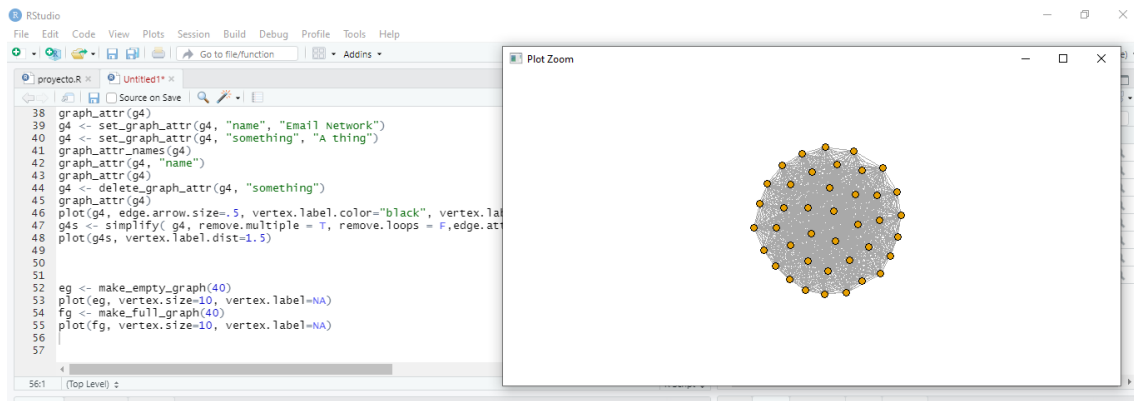 RStudio
File Edit Code View Plots Session Build Debug Profile Tools Help
Go to file/function Addins
proyecto.R Untitled1*
Source on Save
38 graph_attr(g4)
39 g4 <- set_graph_attr(g4, "name", "Email Network")
40 g4 <- set_graph_attr(g4, "something", "A thing")
41 graph_attr_names(g4)
42 graph_attr(g4, "name")
43 graph_attr(g4)
44 g4 <- delete_graph_attr(g4, "something")
45 graph_attr(g4)
46 plot(g4, edge.arrow.size=.5, vertex.label.color="black", vertex.lab
47 g4s <- simplify( g4, remove.multiple = T, remove.loops = F,edge.att
48 plot(g4s, vertex.label.dist=1.5)
49
50
51
52 eg <- make_empty_graph(40)
53 plot(eg, vertex.size=10, vertex.label=NA)
54 fg <- make_full_graph(40)
55 plot(fg, vertex.size=10, vertex.label=NA)
56
57
56:1 (Top Level)
Plot Zoom